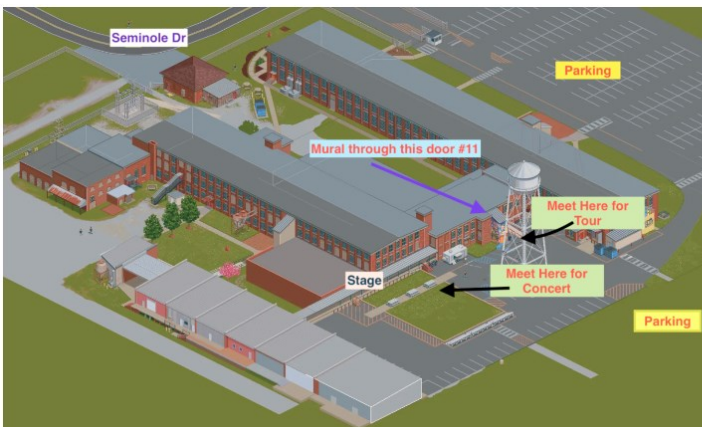 Seminole Dr
Parking
Mural through this door #11
Meet Here for
Tour
Stage
Meet Here for
Concert
Parking